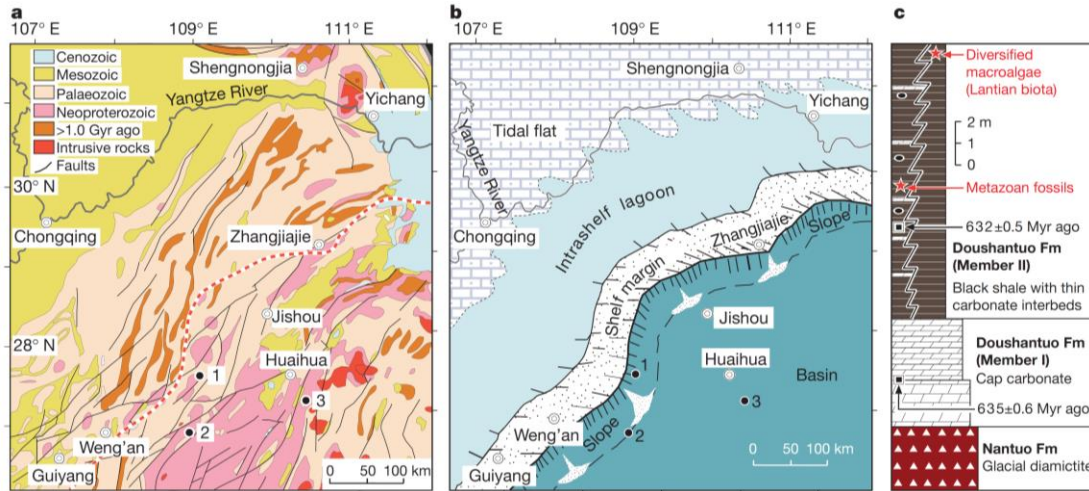 a
107° E
109° E
111° E
Cenozoic
Mesozoic
Palaeozoic
Neoproterozoic
>1.0 Gyr ago
Intrusive rocks
Faults
Shengnongjia
Yangtze River
Yichang
30° N
Chongqing
Zhangjiajie
Jishou
28° N
Huaihua
1
3
2
Weng’an
Guiyang
0 50 100 km
b
107° E
109° E
111° E
Shengnongjia
Yichang
Tidal flat
Yangtze River
Chongqing
Intrashelf lagoon
Zhangjiajie
Slope
Shelf margin
Jishou
1
Huaihua
Basin
3
Slope
2
Weng’an
Guiyang
0 50 100 km
c
Diversified
macroalgae
(Lantian biota)
2 m
1
0
Metazoan fossils
632±0.5 Myr ago
Doushantuo Fm
(Member II)
Black shale with thin
carbonate interbeds
Doushantuo Fm
(Member I)
Cap carbonate
635±0.6 Myr ago
Nantuo Fm
Glacial diamictite